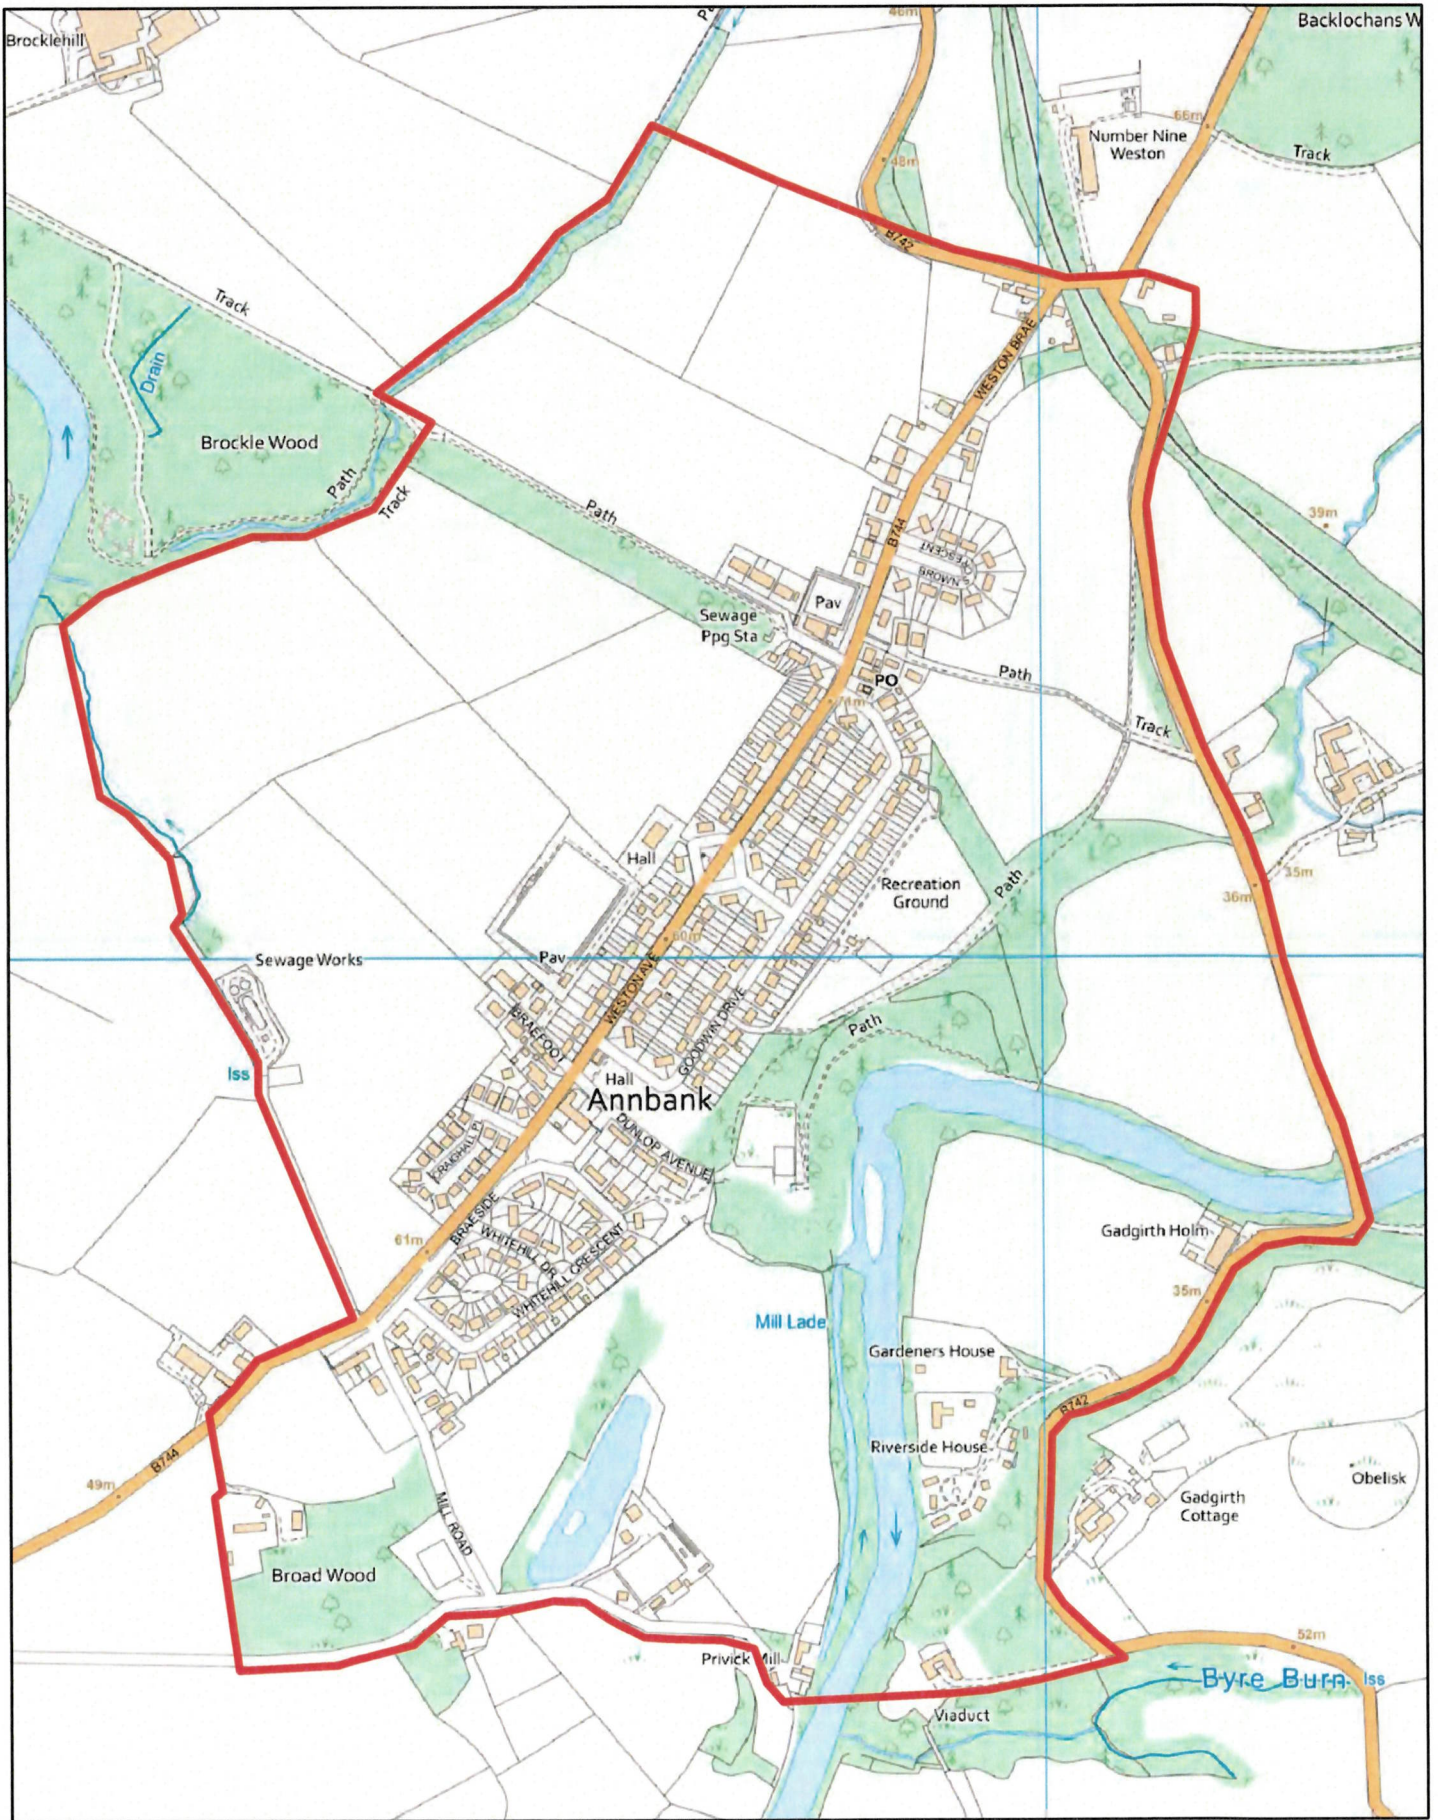 Brocklehill
46m
Backlochans W
66m
Number Nine
Weston
Track
48m
B742
Track
WESTON BRAE
Drain
Brockle Wood
Path
Track
Path
39m
B744
BROWN'S
CRESCENT
Pav
Sewage
Ppg Sta
Path
PO
71m
Track
Hall
35m
Recreation
Ground
Path
36m
60m
Sewage Works
Pav
WESTON AVE
BRAEFOOT
GOODWIN DRIVE
Path
Iss
Hall
Annbank
DUNLOP AVENUE
CRAIGHALL PL
BRAESIDE
WHITEHILL DR
WHITEHILL CRESCENT
61m
Gadgirth Holm
35m
Mill Lade
Gardeners House
B742
B744
Riverside House
49m
Obelisk
Gadgirth
Cottage
MILL ROAD
Broad Wood
52m
Privick Mill
Byre Burn
Iss
Viaduct